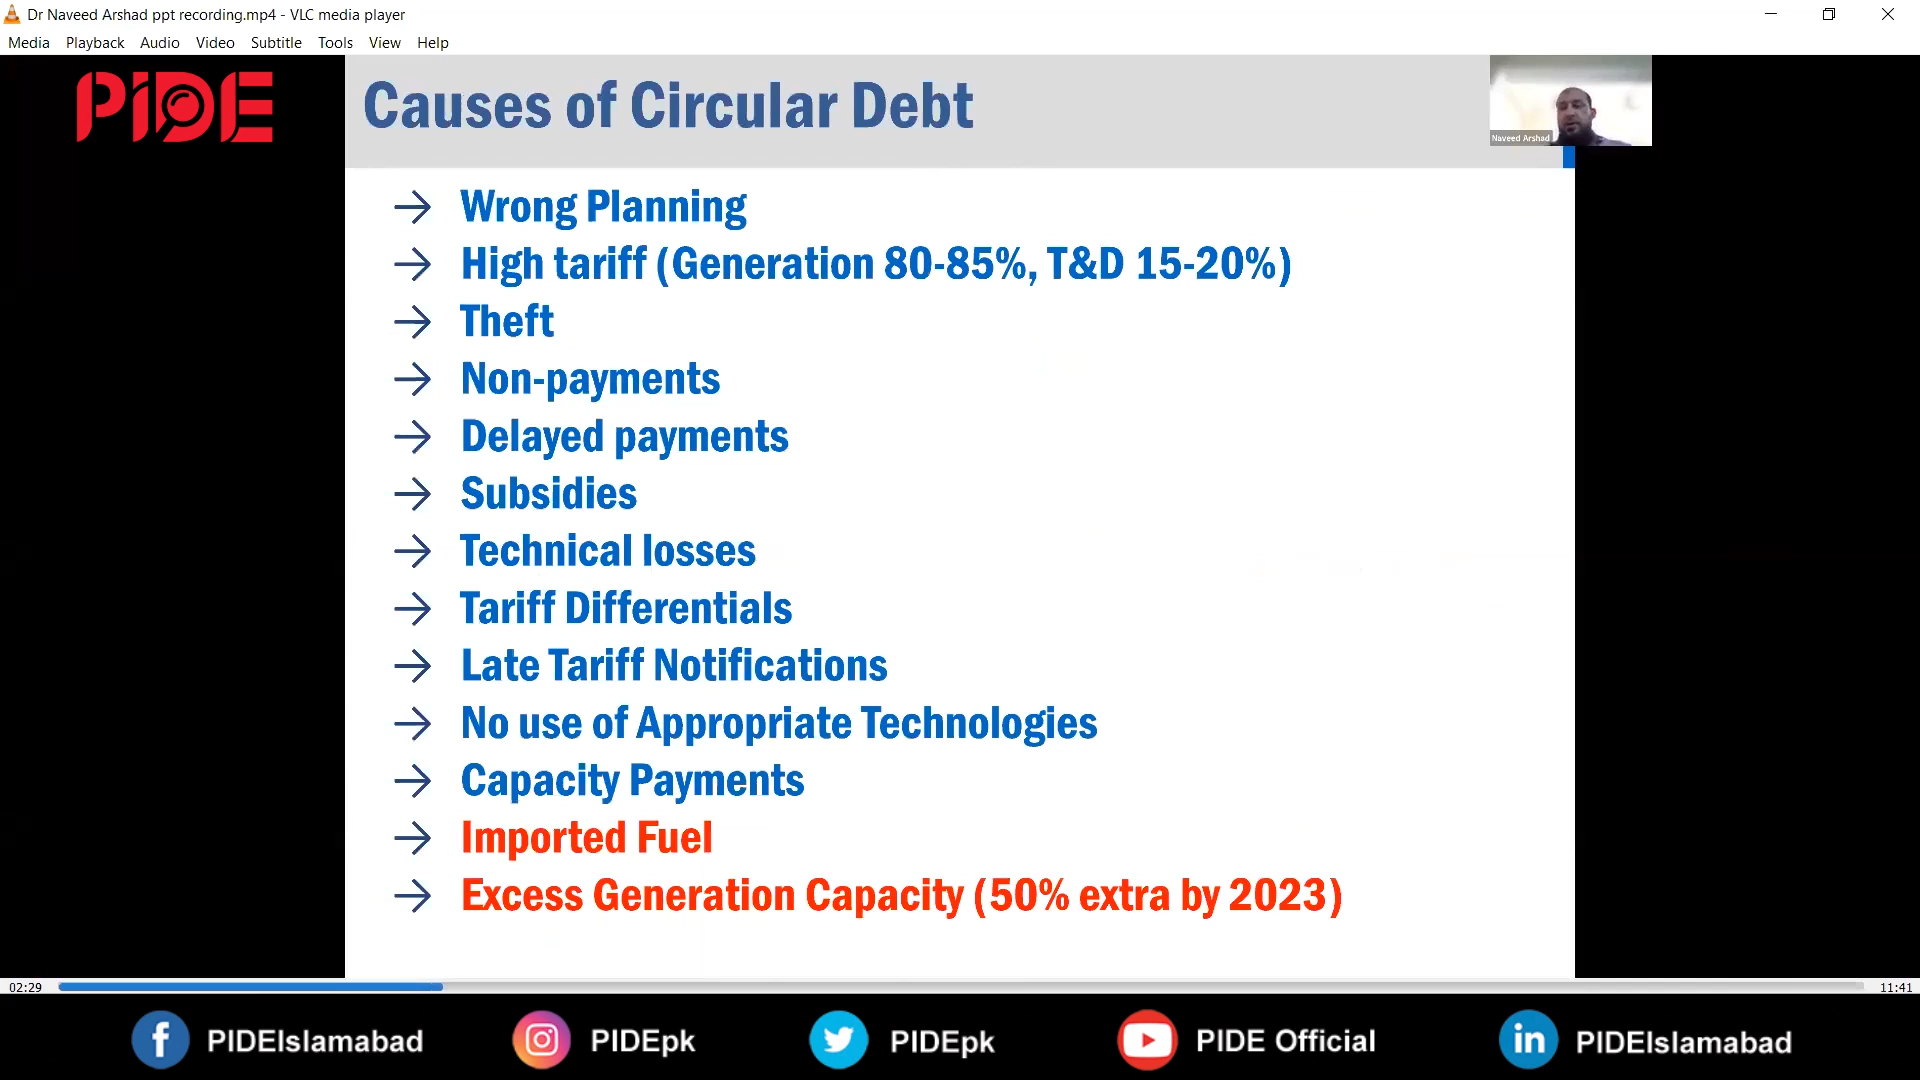 Dr Naveed Arshad ppt recording.mp4 - VLC media player
Media Playback Audio Video Subtitle Tools View Help
PIDE
Causes of Circular Debt
Naveed Arshad
→ Wrong Planning
→ High tariff (Generation 80-85%, T&D 15-20%)
→ Theft
→ Non-payments
→ Delayed payments
→ Subsidies
→ Technical losses
→ Tariff Differentials
→ Late Tariff Notifications
→ No use of Appropriate Technologies
→ Capacity Payments
→ Imported Fuel
→ Excess Generation Capacity (50% extra by 2023)
02:29 11:41
PIDEIslamabad PIDEpk PIDEpk PIDE Official PIDEIslamabad